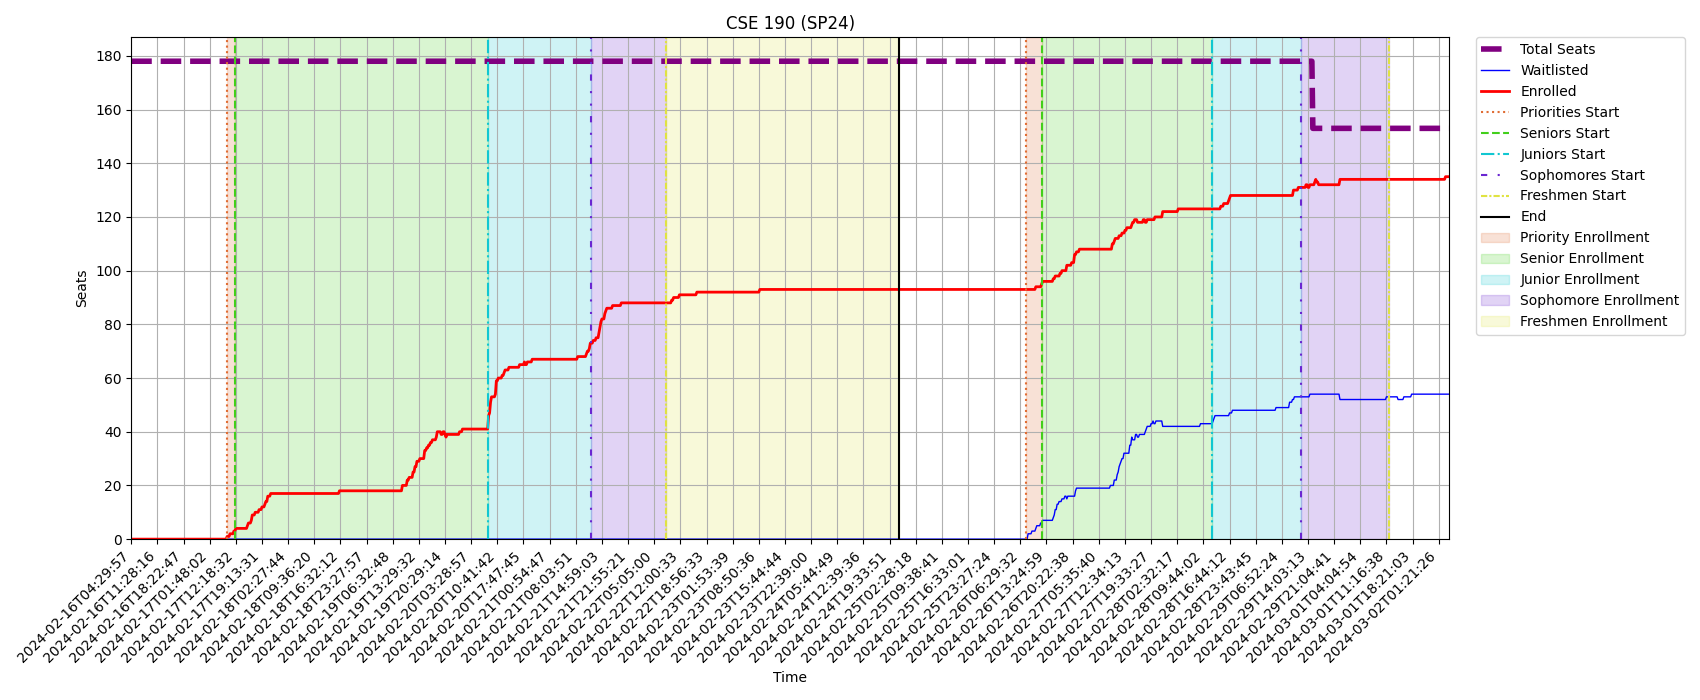 CSE 190 (SP24)
Seats
180
160
140
120
100
80
60
40
20
0
2024-02-16T04:29:57
2024-02-16T11:28:16
2024-02-16T18:22:47
2024-02-17T01:48:02
2024-02-17T12:18:32
2024-02-17T19:13:31
2024-02-18T02:27:44
2024-02-18T09:36:20
2024-02-18T16:32:12
2024-02-18T23:27:57
2024-02-19T06:32:48
2024-02-19T13:29:32
2024-02-19T20:29:14
2024-02-20T03:28:57
2024-02-20T10:41:42
2024-02-20T17:47:45
2024-02-21T00:54:47
2024-02-21T08:03:51
2024-02-21T14:59:03
2024-02-21T21:55:21
2024-02-22T05:05:00
2024-02-22T12:00:33
2024-02-22T18:56:33
2024-02-23T01:53:39
2024-02-23T08:50:36
2024-02-23T15:44:44
2024-02-23T22:39:00
2024-02-24T05:44:49
2024-02-24T12:39:36
2024-02-24T19:33:51
2024-02-25T02:28:18
2024-02-25T09:38:41
2024-02-25T16:33:01
2024-02-25T23:27:24
2024-02-26T06:29:32
2024-02-26T13:24:59
2024-02-26T20:22:38
2024-02-27T05:35:40
2024-02-27T12:34:13
2024-02-27T19:33:27
2024-02-28T02:32:17
2024-02-28T09:44:02
2024-02-28T16:44:12
2024-02-28T23:43:45
2024-02-29T06:52:24
2024-02-29T14:03:13
2024-02-29T21:04:41
2024-03-01T04:04:54
2024-03-01T11:16:38
2024-03-01T18:21:03
2024-03-02T01:21:26
Time
Total Seats
Waitlisted
Enrolled
Priorities Start
Seniors Start
Juniors Start
Sophomores Start
Freshmen Start
End
Priority Enrollment
Senior Enrollment
Junior Enrollment
Sophomore Enrollment
Freshmen Enrollment